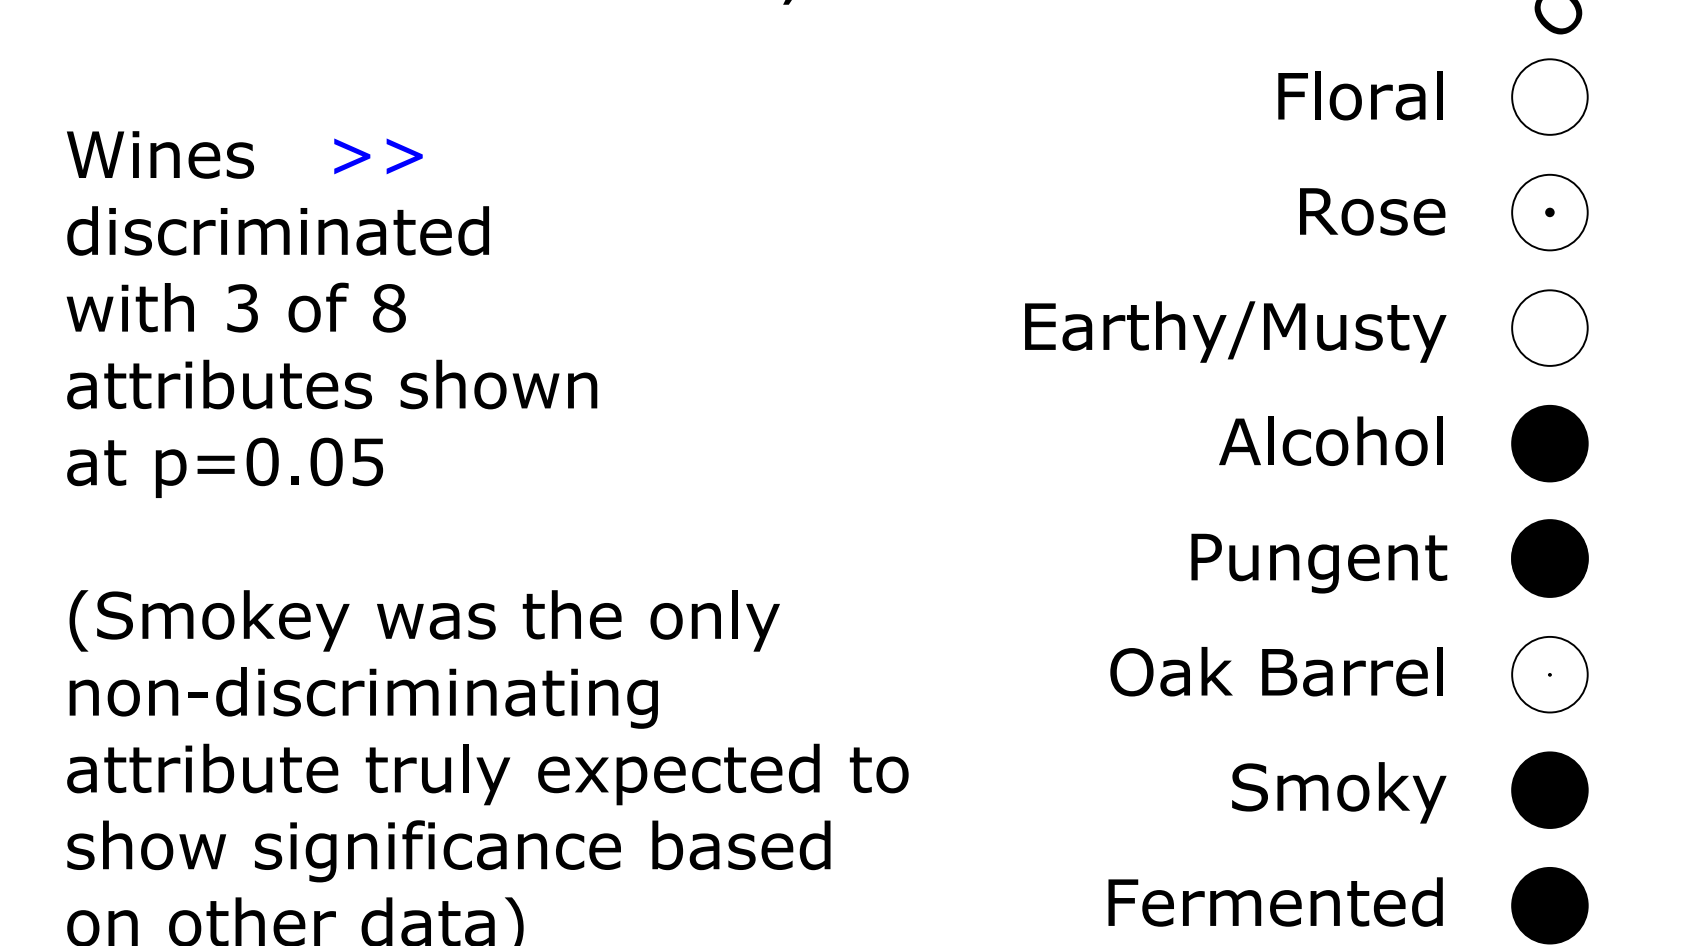 Wines >>
discriminated
with 3 of 8
attributes shown
at p=0.05
(Smokey was the only
non-discriminating
attribute truly expected to
show significance based
on other data)
Floral
Rose
Earthy/Musty
Alcohol
Pungent
Oak Barrel
Smoky
Fermented